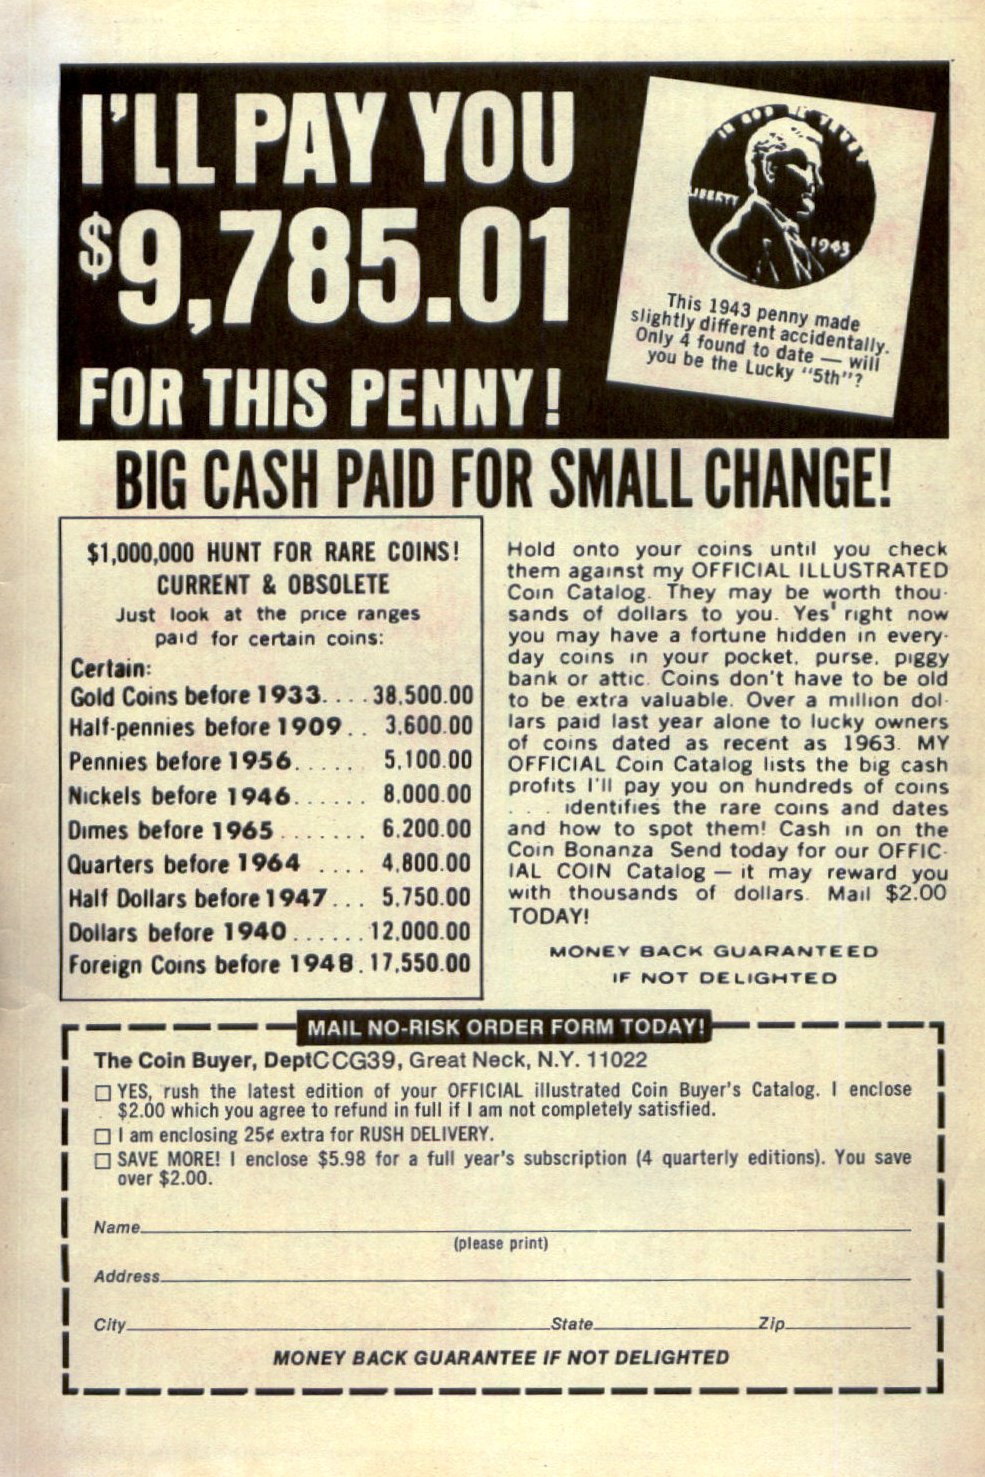 I'LL PAY YOU
$9,785.01
FOR THIS PENNY!
IN GOD WE TRUST
LIBERTY
1943
This 1943 penny made
slightly different accidentally.
Only 4 found to date — will
you be the Lucky "5th"?
BIG CASH PAID FOR SMALL CHANGE!
$1,000,000 HUNT FOR RARE COINS!
CURRENT & OBSOLETE
Just look at the price ranges
paid for certain coins:
Certain:
Gold Coins before 1933.... 38,500.00
Half-pennies before 1909.. 3,600.00
Pennies before 1956...... 5,100.00
Nickels before 1946...... 8,000.00
Dimes before 1965....... 6,200.00
Quarters before 1964 .... 4,800.00
Half Dollars before 1947... 5,750.00
Dollars before 1940...... 12,000.00
Foreign Coins before 1948. 17,550.00
Hold onto your coins until you check
them against my OFFICIAL ILLUSTRATED
Coin Catalog. They may be worth thou-
sands of dollars to you. Yes' right now
you may have a fortune hidden in every-
day coins in your pocket, purse, piggy
bank or attic. Coins don't have to be old
to be extra valuable. Over a million dol-
lars paid last year alone to lucky owners
of coins dated as recent as 1963. MY
OFFICIAL Coin Catalog lists the big cash
profits I'll pay you on hundreds of coins
. . . identifies the rare coins and dates
and how to spot them! Cash in on the
Coin Bonanza Send today for our OFFIC-
IAL COIN Catalog — it may reward you
with thousands of dollars. Mail $2.00
TODAY!
MONEY BACK GUARANTEED
IF NOT DELIGHTED
MAIL NO-RISK ORDER FORM TODAY!
The Coin Buyer, DeptCCG39, Great Neck, N.Y. 11022
YES, rush the latest edition of your OFFICIAL illustrated Coin Buyer's Catalog. I enclose
$2.00 which you agree to refund in full if I am not completely satisfied.
I am enclosing 25¢ extra for RUSH DELIVERY.
SAVE MORE! I enclose $5.98 for a full year's subscription (4 quarterly editions). You save
over $2.00.
Name
(please print)
Address
City State Zip
MONEY BACK GUARANTEE IF NOT DELIGHTED